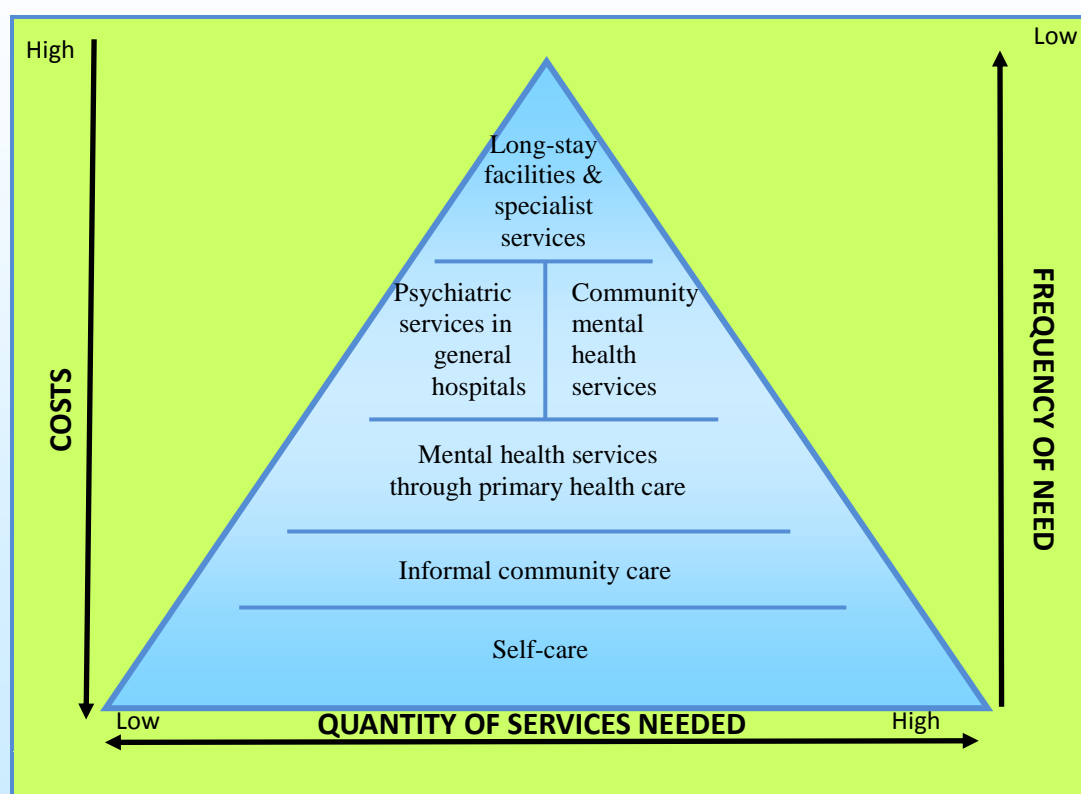 High
Low
Long-stay
facilities &
specialist
services
Psychiatric
services in
general
hospitals
Community
mental
health
services
COSTS
FREQUENCY OF NEED
Mental health services
through primary health care
Informal community care
Self-care
Low
QUANTITY OF SERVICES NEEDED
High